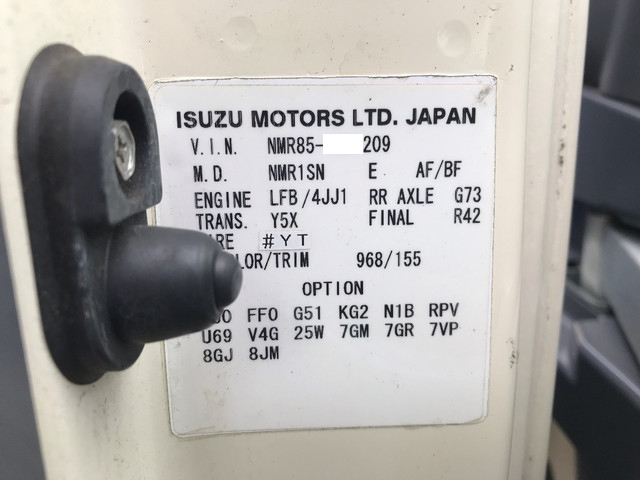 ISUZU MOTORS LTD. JAPAN
V.I.N. NMR85- 209
M.D. NMR1SN E AF/BF
ENGINE LFB/4JJ1 RR AXLE G73
TRANS. Y5X FINAL R42
#YT
/TRIM 968/155
OPTION
FF0 G51 KG2 N1B RPV
U69 V4G 25W 7GM 7GR 7VP
8GJ 8JM